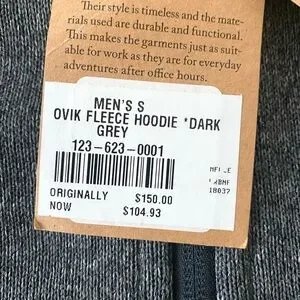 Their style is timeless and the mate-
rials used are durable and functional.
This makes the garments just as suit-
able for work as they are for everyday
adventures after office hours.
MEN'S S
OVIK FLEECE HOODIE *DARK
GREY
123-623-0001
18037
ORIGINALLY $150.00
NOW $104.93